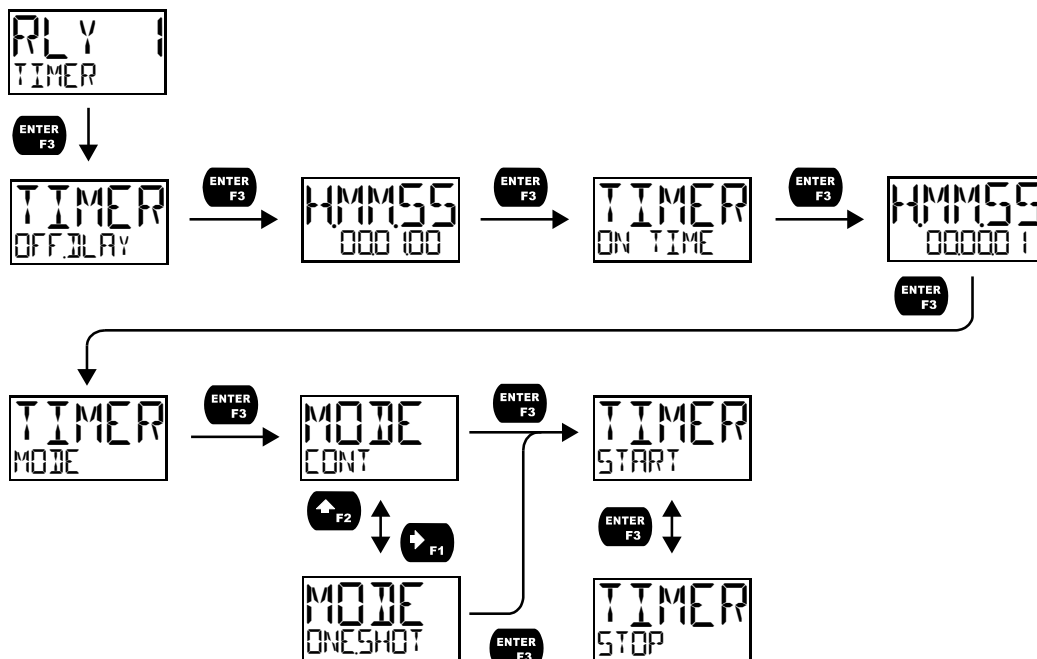 RLY 1
TIMER
ENTER
F3
TIMER
OFF.DLAY
ENTER
F3
H.MM.SS
00.01.00
ENTER
F3
TIMER
ON TIME
ENTER
F3
H.MM.SS
00.00.01
ENTER
F3
TIMER
MODE
ENTER
F3
MODE
CONT
ENTER
F3
TIMER
START
F2
F1
ENTER
F3
MODE
ONE.SHOT
ENTER
F3
TIMER
STOP